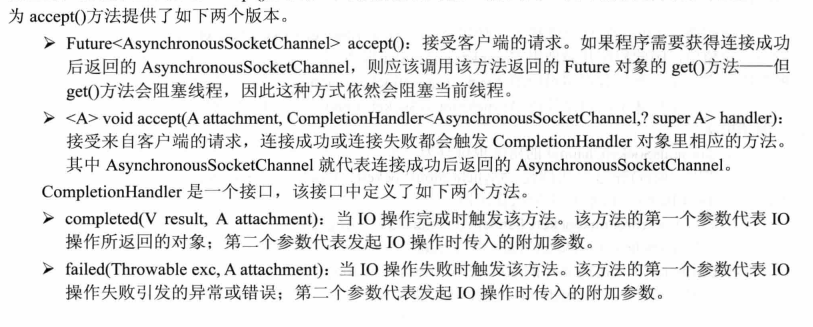 为 accept()方法提供了如下两个版本。
➢ Future<AsynchronousSocketChannel> accept()：接受客户端的请求。如果程序需要获得连接成功
后返回的 AsynchronousSocketChannel，则应该调用该方法返回的 Future 对象的 get()方法——但
get()方法会阻塞线程，因此这种方式依然会阻塞当前线程。
➢ <A> void accept(A attachment, CompletionHandler<AsynchronousSocketChannel,? super A> handler)：
接受来自客户端的请求，连接成功或连接失败都会触发 CompletionHandler 对象里相应的方法。
其中 AsynchronousSocketChannel 就代表连接成功后返回的 AsynchronousSocketChannel。
CompletionHandler 是一个接口，该接口中定义了如下两个方法。
➢ completed(V result, A attachment)：当 IO 操作完成时触发该方法。该方法的第一个参数代表 IO
操作所返回的对象；第二个参数代表发起 IO 操作时传入的附加参数。
➢ failed(Throwable exc, A attachment)：当 IO 操作失败时触发该方法。该方法的第一个参数代表 IO
操作失败引发的异常或错误；第二个参数代表发起 IO 操作时传入的附加参数。